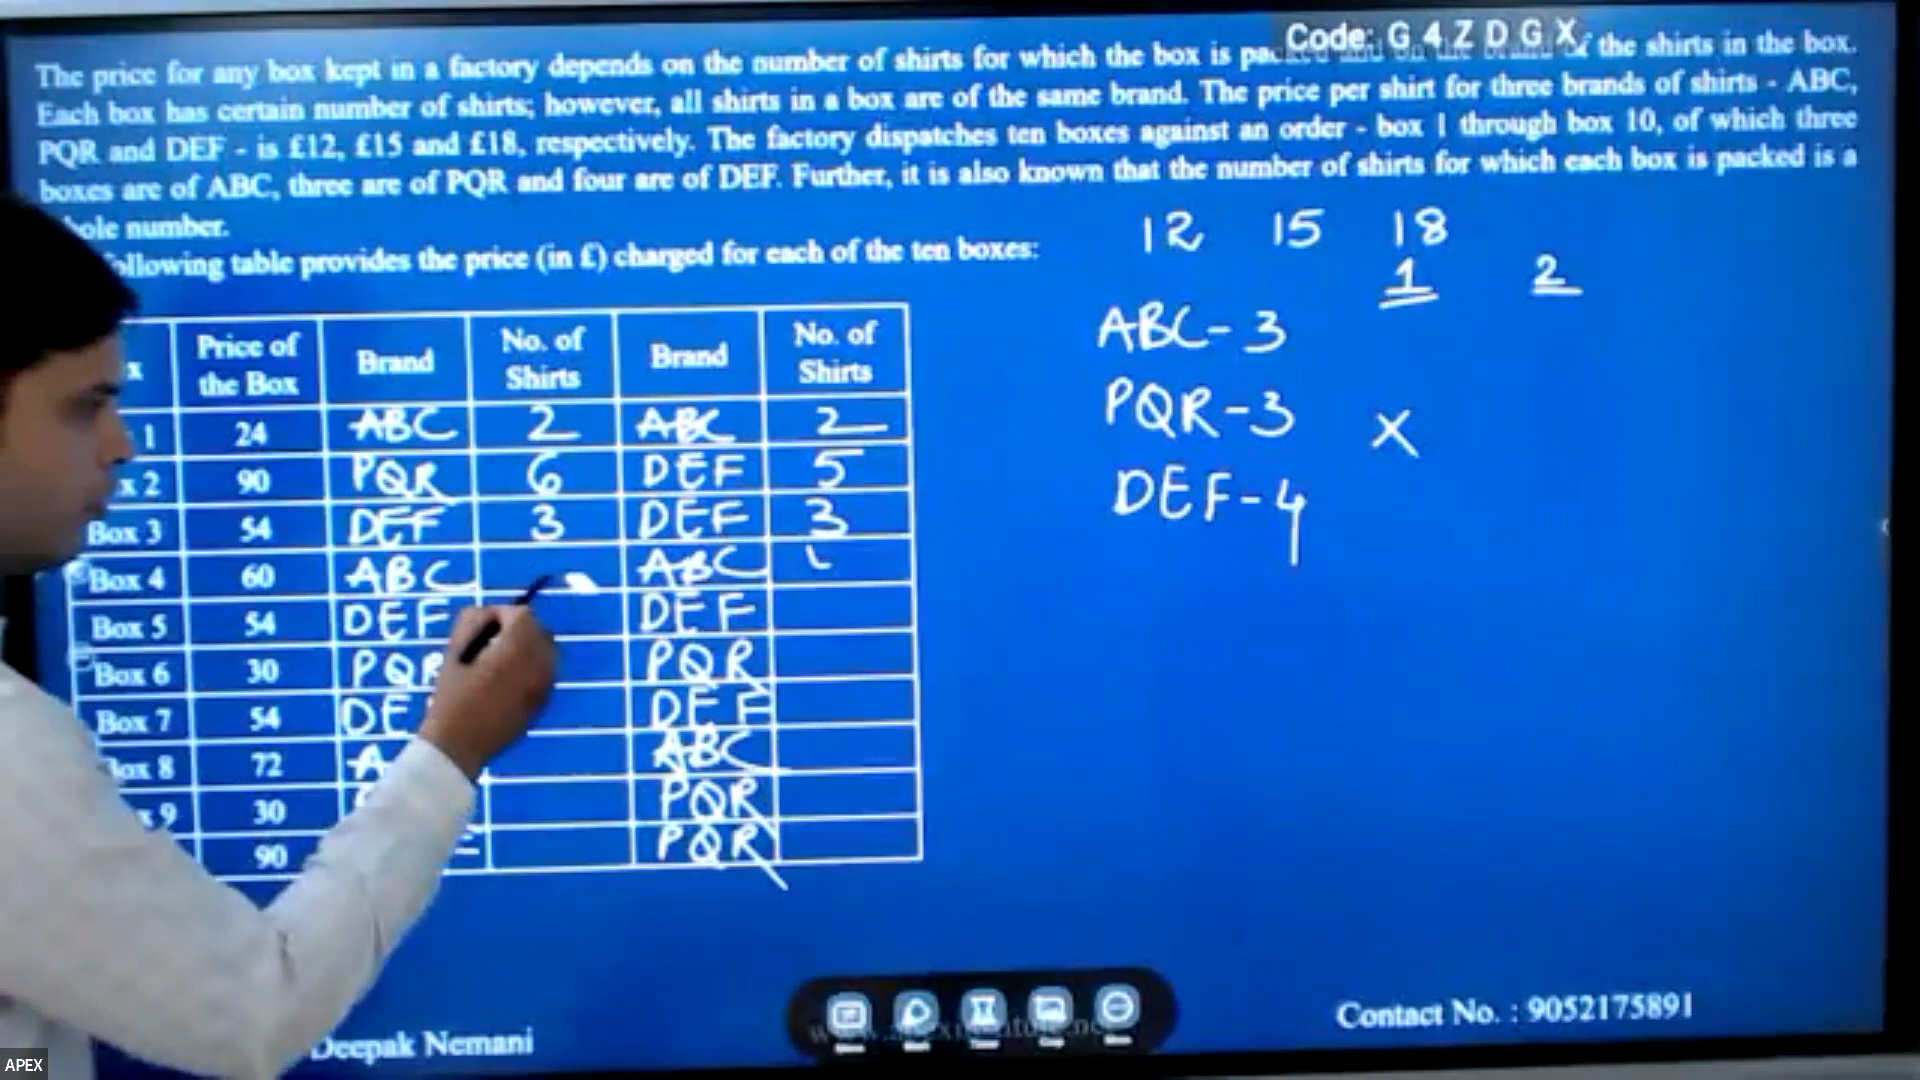 Code: G 4 Z D G X
The price for any box kept in a factory depends on the number of shirts for which the box is packed and on the brand of the shirts in the box.
Each box has certain number of shirts; however, all shirts in a box are of the same brand. The price per shirt for three brands of shirts - ABC,
PQR and DEF - is £12, £15 and £18, respectively. The factory dispatches ten boxes against an order - box 1 through box 10, of which three
boxes are of ABC, three are of PQR and four are of DEF. Further, it is also known that the number of shirts for which each box is packed is a
hole number.
ollowing table provides the price (in £) charged for each of the ten boxes:
12 15 18
1 2
ABC-3
PQR-3 X
DEF-4
x Price of the Box Brand No. of Shirts Brand No. of Shirts
1 24 ABC 2 ABC 2
x 2 90 PQR 6 DEF 5
Box 3 54 DEF 3 DEF 3
Box 4 60 ABC ABC
Box 5 54 DEF DEF
Box 6 30 PQR PQR
Box 7 54 DE DEF
ox 8 72 A ABC
x 9 30 PQR
90 PQR
Deepak Nemani
Contact No. : 9052175891
APEX